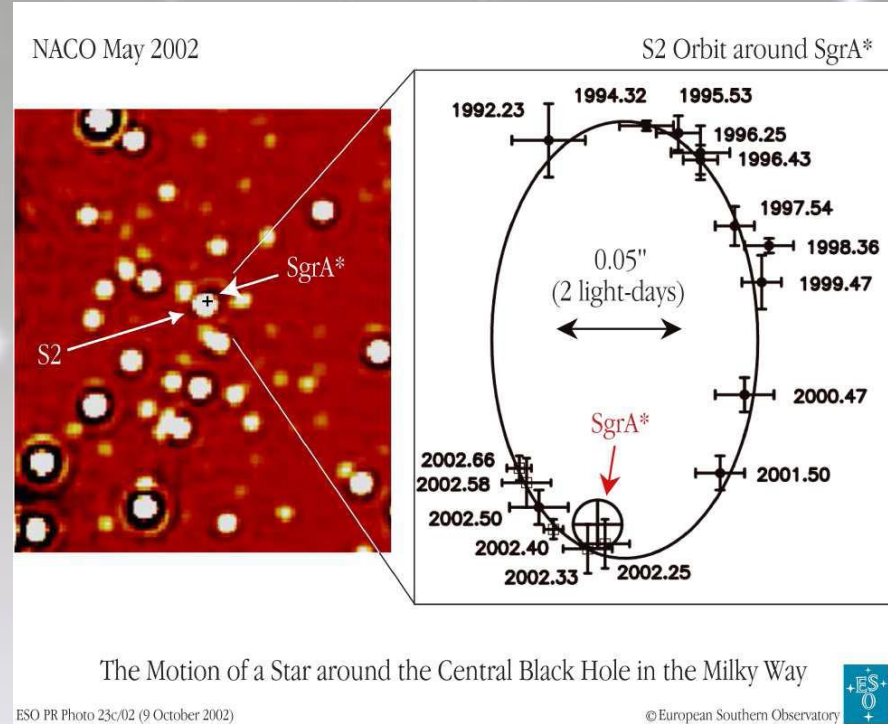 NACO May 2002
S2 Orbit around SgrA*
1992.23
1994.32
1995.53
1996.25
1996.43
1997.54
1998.36
1999.47
2000.47
2001.50
0.05"
(2 light-days)
SgrA*
SgrA*
S2
2002.66
2002.58
2002.50
2002.40
2002.33
2002.25
The Motion of a Star around the Central Black Hole in the Milky Way
ESO PR Photo 23c/02 (9 October 2002)
© European Southern Observatory
ESO